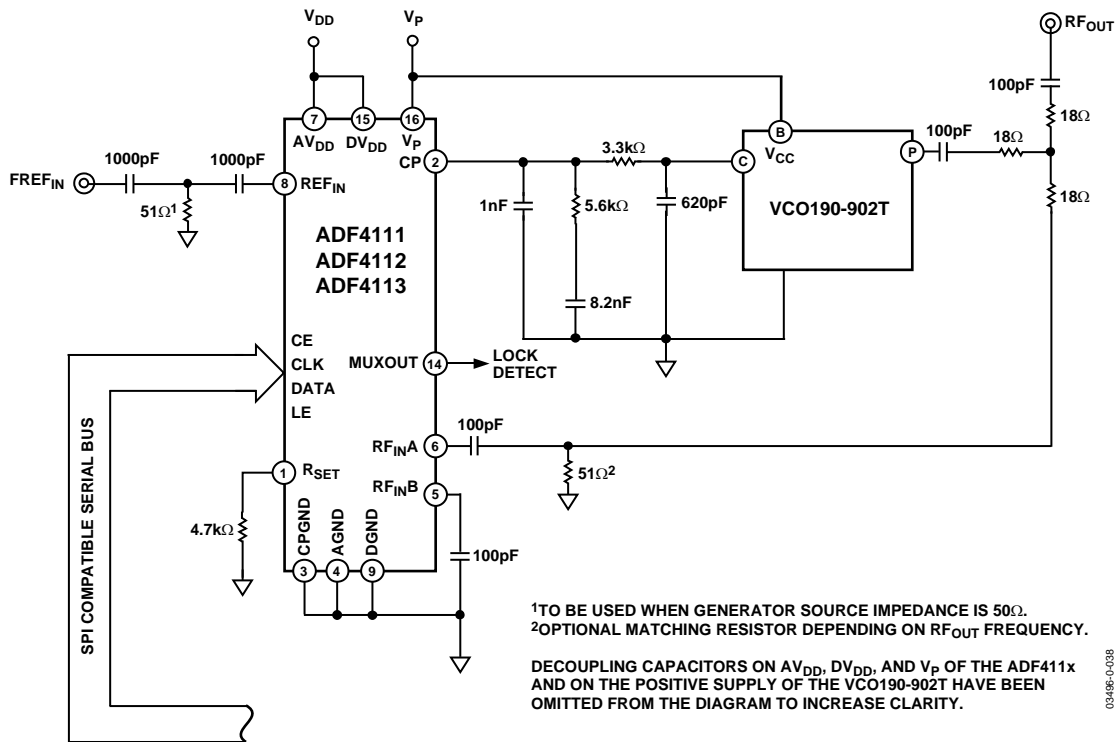 VDD
VP
RFOUT
100pF
18Ω
7
15
16
AVDD
DVDD
VP
CP
2
3.3kΩ
B
VCC
C
P
100pF
18Ω
18Ω
1000pF
1000pF
FREFIN
8
REFIN
51Ω1
1nF
5.6kΩ
620pF
VCO190-902T
ADF4111
ADF4112
ADF4113
8.2nF
CE
CLK
DATA
LE
MUXOUT
14
LOCK
DETECT
SPI COMPATIBLE SERIAL BUS
100pF
RFINA
6
51Ω2
1
RSET
RFINB
5
4.7kΩ
CPGND
AGND
DGND
100pF
3
4
9
1TO BE USED WHEN GENERATOR SOURCE IMPEDANCE IS 50Ω.
2OPTIONAL MATCHING RESISTOR DEPENDING ON RFOUT FREQUENCY.
DECOUPLING CAPACITORS ON AVDD, DVDD, AND VP OF THE ADF411x
AND ON THE POSITIVE SUPPLY OF THE VCO190-902T HAVE BEEN
OMITTED FROM THE DIAGRAM TO INCREASE CLARITY.
03496-0-038